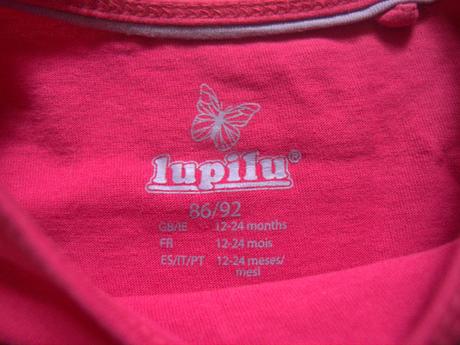 lupilu®
86/92
GB/IE 12-24 months
FR 12-24 mois
ES/IT/PT 12-24 meses/
mesi